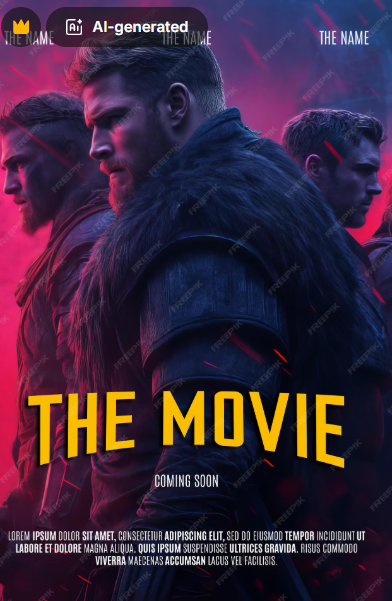 AI-generated
THE NAME THE NAME THE NAME
THE MOVIE
COMING SOON
LOREM IPSUM DOLOR SIT AMET, CONSECTETUR ADIPISCING ELIT, SED DO EIUSMOD TEMPOR INCIDIDUNT UT
LABORE ET DOLORE MAGNA ALIQUA. QUIS IPSUM SUSPENDISSE ULTRICES GRAVIDA. RISUS COMMODO
VIVERRA MAECENAS ACCUMSAN LACUS VEL FACILISIS.
FREEPIK